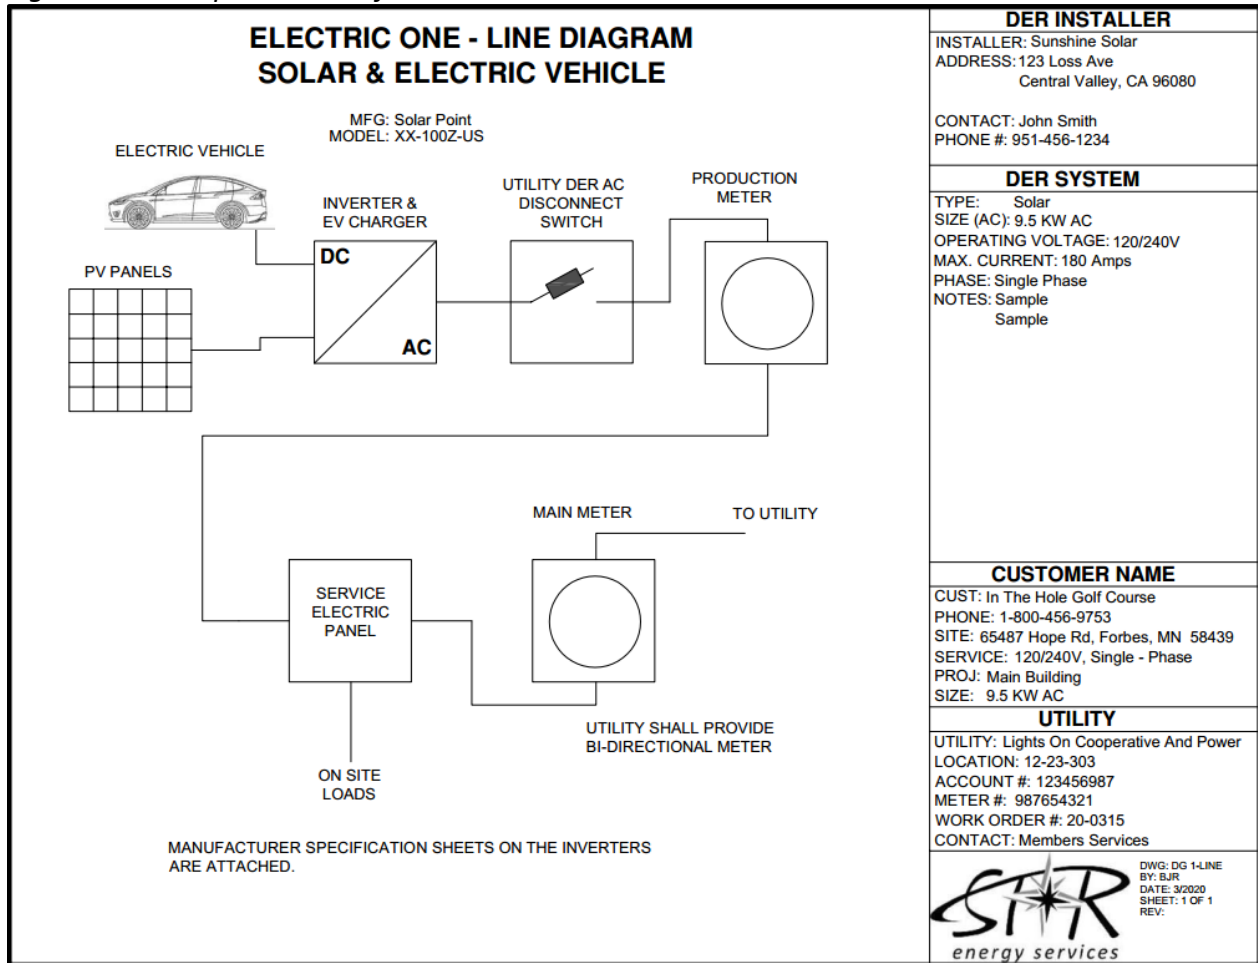 ELECTRIC ONE - LINE DIAGRAM
SOLAR & ELECTRIC VEHICLE
MFG: Solar Point
MODEL: XX-100Z-US
ELECTRIC VEHICLE
INVERTER &
EV CHARGER
UTILITY DER AC
DISCONNECT
SWITCH
PRODUCTION
METER
DC
AC
PV PANELS
MAIN METER
TO UTILITY
SERVICE
ELECTRIC
PANEL
UTILITY SHALL PROVIDE
BI-DIRECTIONAL METER
ON SITE
LOADS
MANUFACTURER SPECIFICATION SHEETS ON THE INVERTERS
ARE ATTACHED.
DER INSTALLER
INSTALLER: Sunshine Solar
ADDRESS: 123 Loss Ave
Central Valley, CA 96080
CONTACT: John Smith
PHONE #: 951-456-1234
DER SYSTEM
TYPE: Solar
SIZE (AC): 9.5 KW AC
OPERATING VOLTAGE: 120/240V
MAX. CURRENT: 180 Amps
PHASE: Single Phase
NOTES: Sample
Sample
CUSTOMER NAME
CUST: In The Hole Golf Course
PHONE: 1-800-456-9753
SITE: 65487 Hope Rd, Forbes, MN 58439
SERVICE: 120/240V, Single - Phase
PROJ: Main Building
SIZE: 9.5 KW AC
UTILITY
UTILITY: Lights On Cooperative And Power
LOCATION: 12-23-303
ACCOUNT #: 123456987
METER #: 987654321
WORK ORDER #: 20-0315
CONTACT: Members Services
STAR
energy services
DWG: DG 1-LINE
BY: BJR
DATE: 3/2020
SHEET: 1 OF 1
REV: